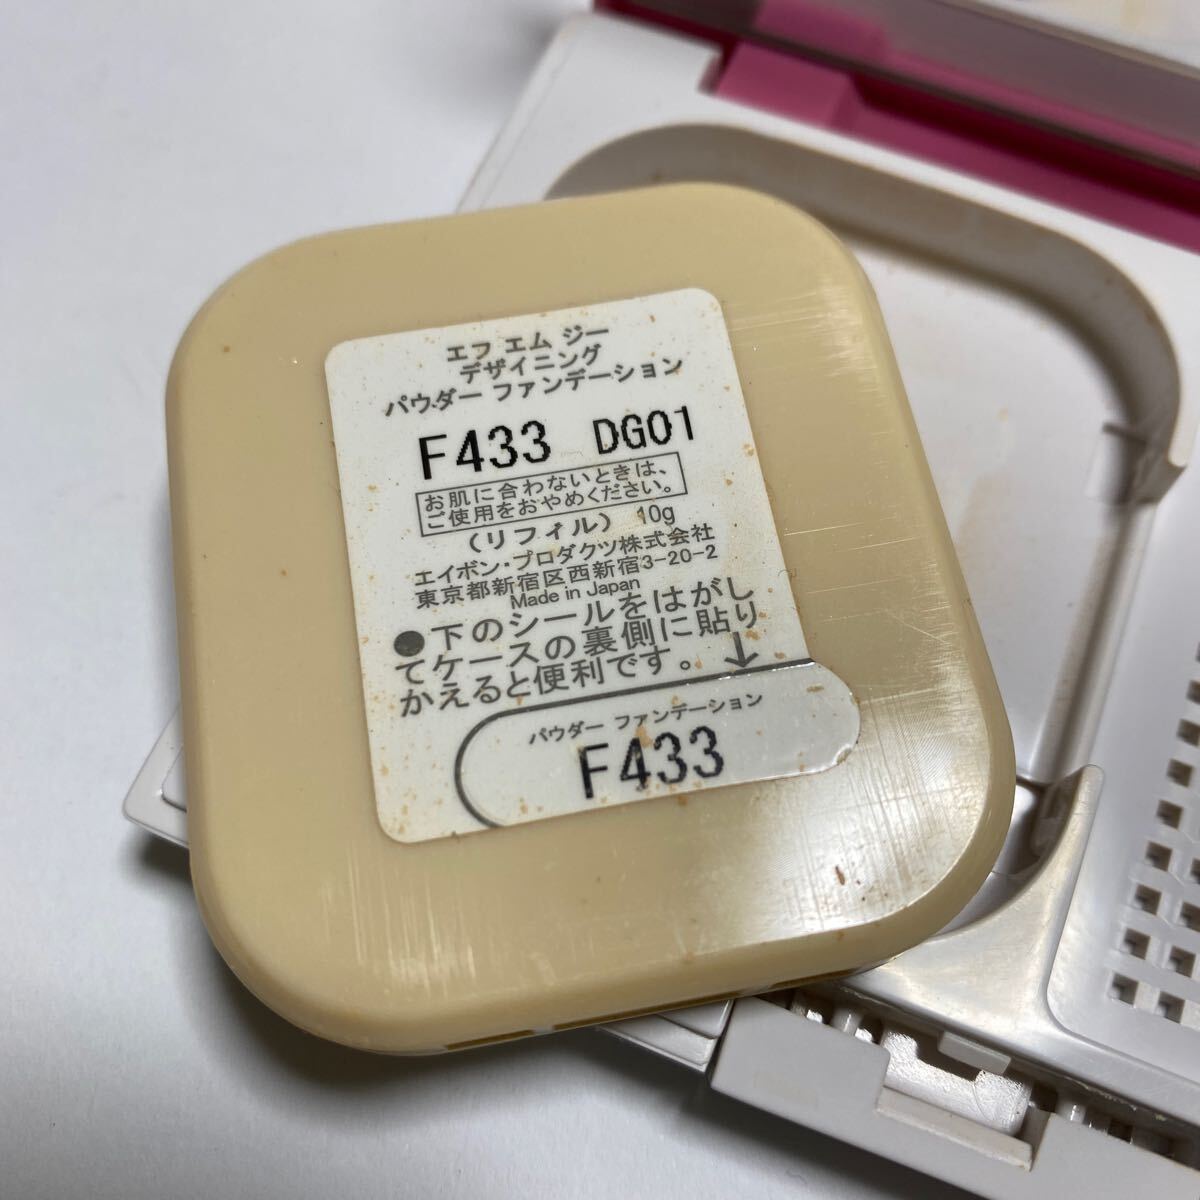 エフ エム ジー
デザイニング
パウダー ファンデーション
F433 DG01
お肌に合わないときは、
ご使用をおやめください。
(リフィル) 10g
エイボン・プロダクツ株式会社
東京都新宿区西新宿3-20-2
Made in Japan
●下のシールをはがし
てケースの裏側に貼り
かえると便利です。↓
パウダー ファンデーション
F433